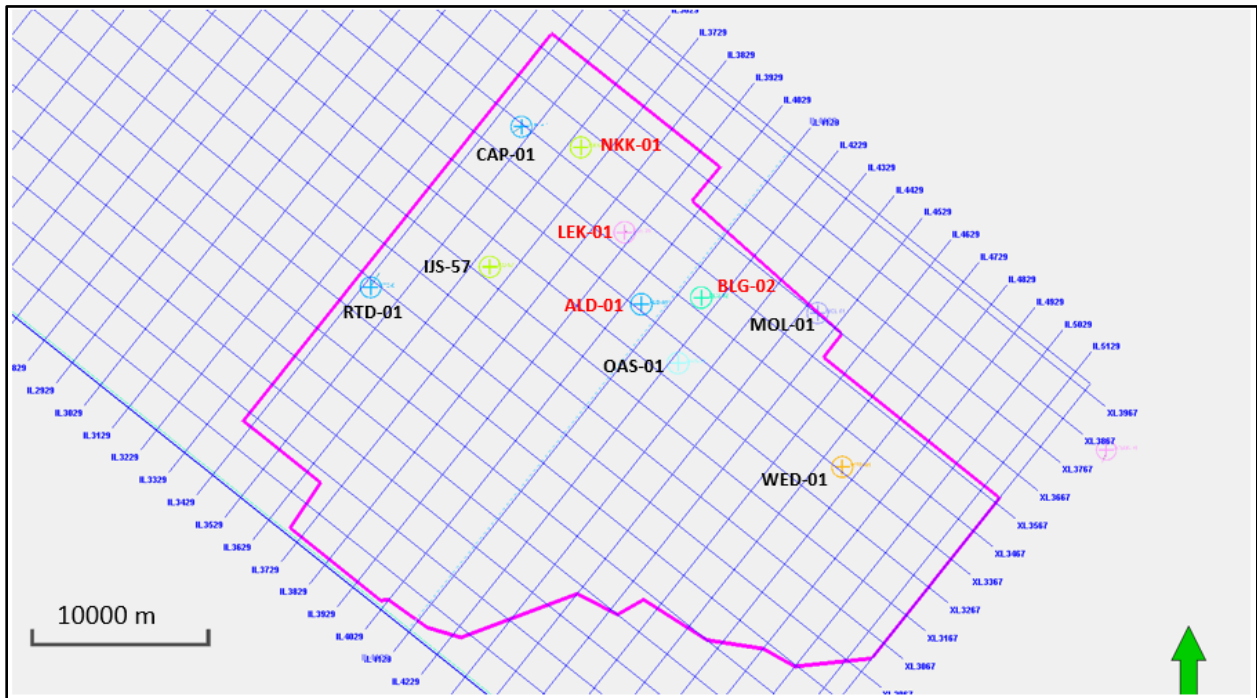 IL3729
IL3829
IL3929
IL4029
IL4129
IL4229
IL4329
IL4429
IL4529
IL4629
IL4729
IL4829
IL4929
IL5029
IL5129
CAP-01
NKK-01
LEK-01
IJS-57
RTD-01
ALD-01
BLG-02
MOL-01
OAS-01
WED-01
XL3967
XL3867
XL3767
XL3667
XL3567
XL3467
XL3367
XL3267
XL3167
XL3067
IL2929
IL3029
IL3129
IL3229
IL3329
IL3429
IL3529
IL3629
IL3729
IL3829
IL3929
IL4029
IL4129
IL4229
10000 m